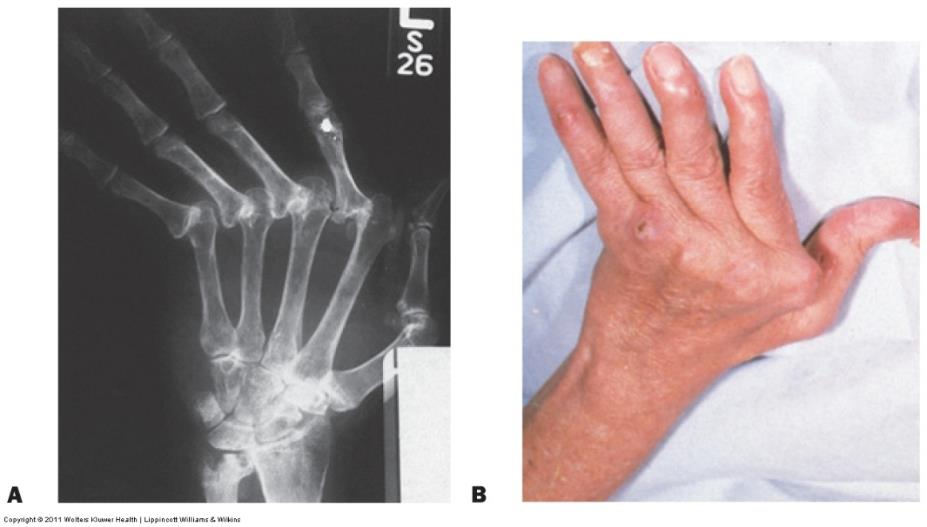 L
S
26
A
B
Copyright © 2011 Wolters Kluwer Health | Lippincott Williams & Wilkins